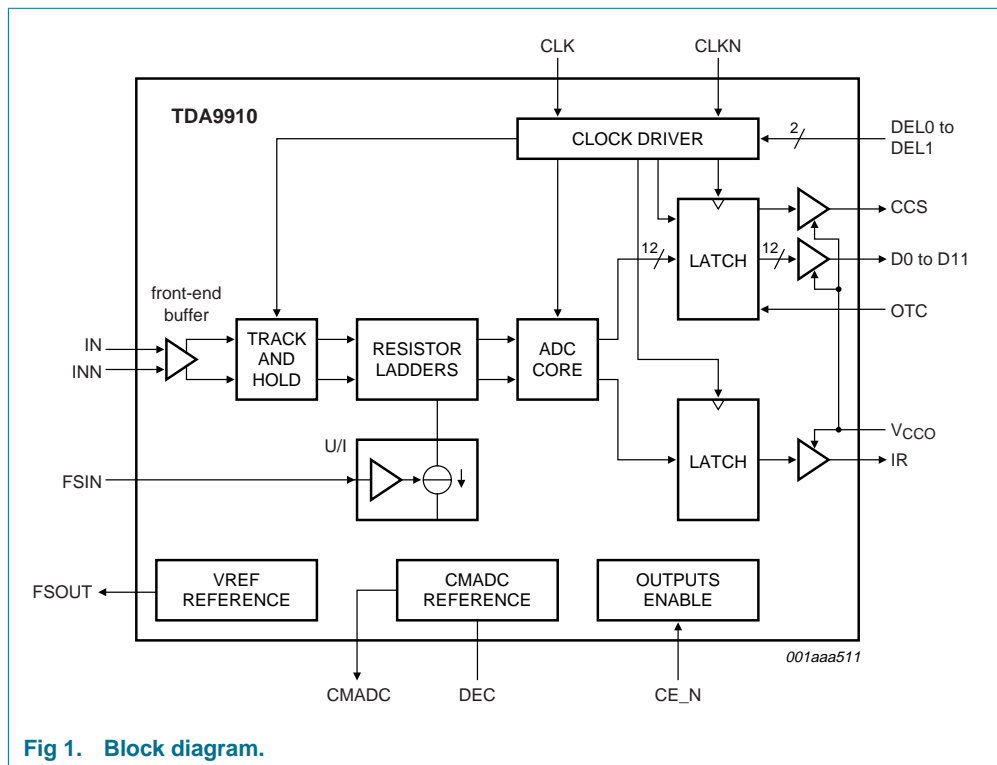 CLK
CLKN
TDA9910
CLOCK DRIVER
2
DEL0 to
DEL1
CCS
12
LATCH
12
D0 to D11
OTC
front-end
buffer
IN
INN
TRACK
AND
HOLD
RESISTOR
LADDERS
ADC
CORE
U/I
FSIN
LATCH
VCCO
IR
FSOUT
VREF
REFERENCE
CMADC
REFERENCE
OUTPUTS
ENABLE
001aaa511
CMADC
DEC
CE_N
Fig 1. Block diagram.